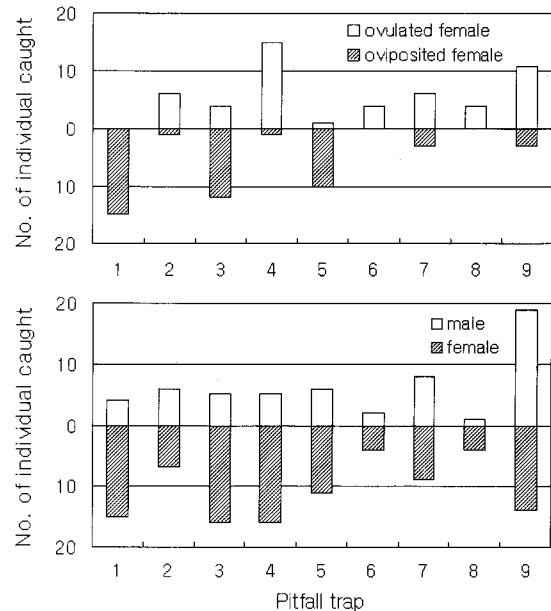 No. of individual caught
20
10
0
10
20
ovulated female
oviposited female
1 2 3 4 5 6 7 8 9
No. of individual caught
20
10
0
10
20
male
female
1 2 3 4 5 6 7 8 9
Pitfall trap